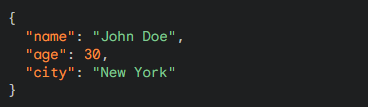 {
  "name": "John Doe",
  "age": 30,
  "city": "New York"
}